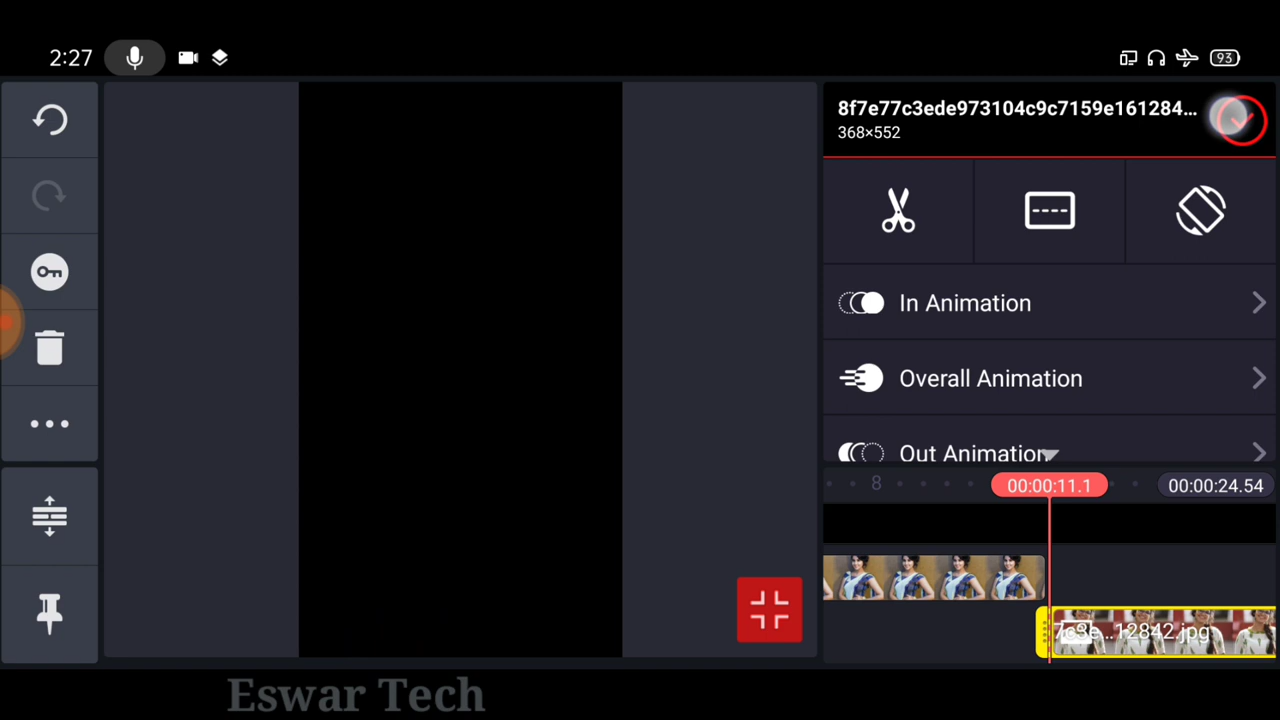 2:27
93
8f7e77c3ede973104c9c7159e161284...
368×552
In Animation
Overall Animation
Out Animation
8
00:00:11.1
00:00:24.54
7c3e...12842.jpg
Eswar Tech